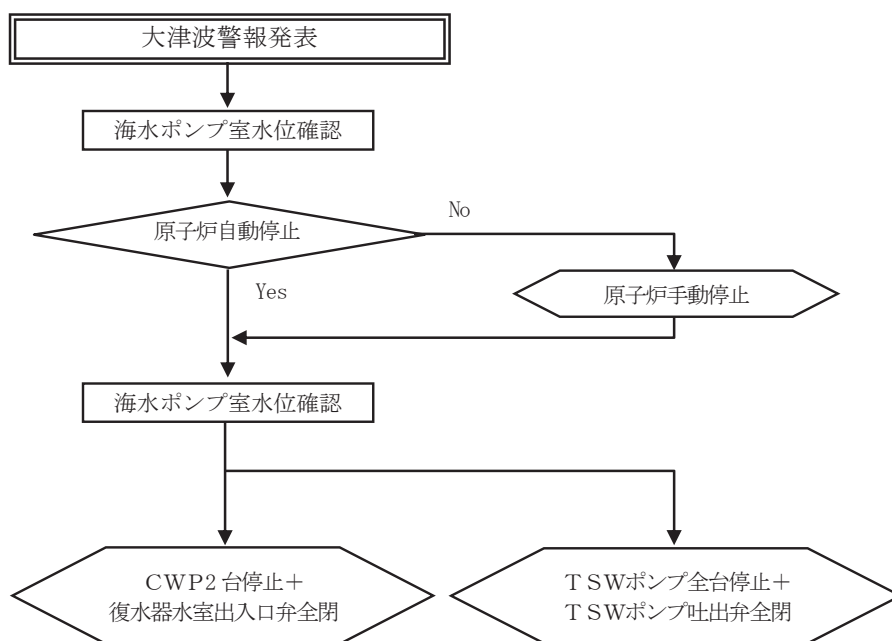 大津波警報発表
海水ポンプ室水位確認
原子炉自動停止
No
Yes
原子炉手動停止
海水ポンプ室水位確認
ＣＷＰ2 台停止＋
復水器水室出入口弁全閉
ＴＳＷポンプ全台停止＋
ＴＳＷポンプ吐出弁全閉